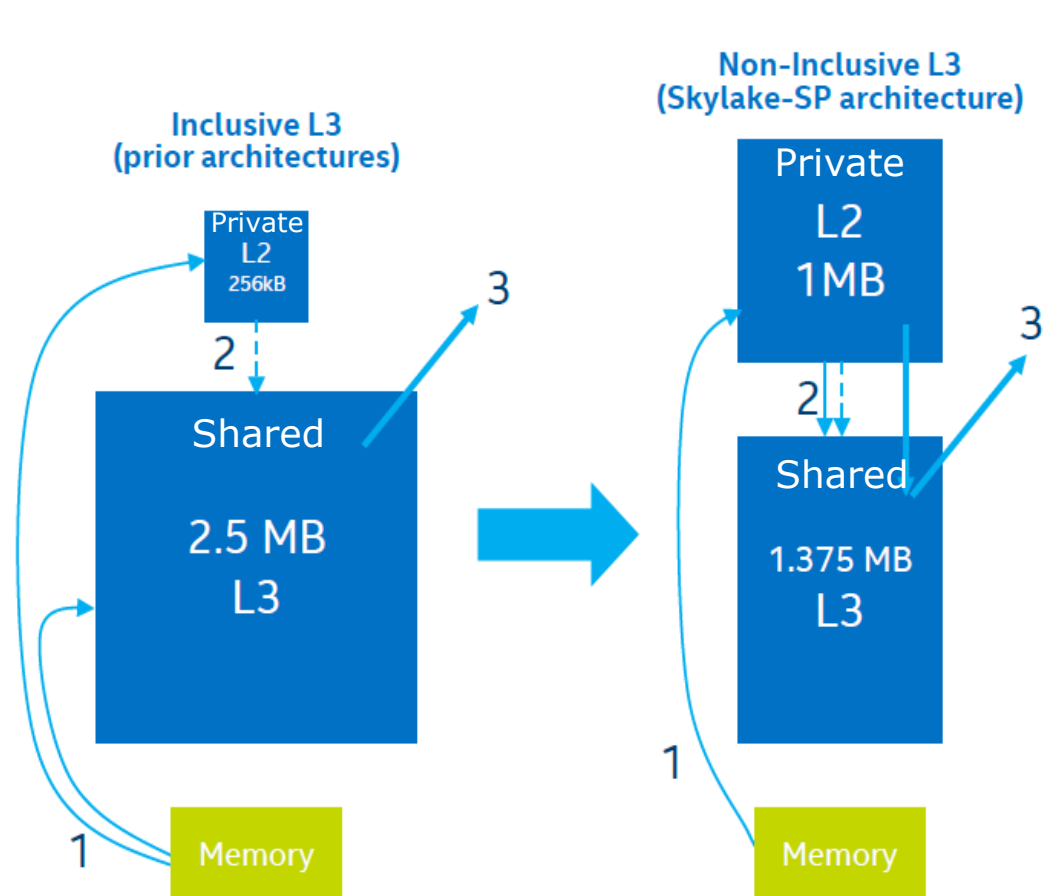 Inclusive L3
(prior architectures)
Private
L2
256kB
2
3
Shared
2.5 MB
L3
1
Memory
Non-Inclusive L3
(Skylake-SP architecture)
Private
L2
1MB
2
3
Shared
1.375 MB
L3
1
Memory